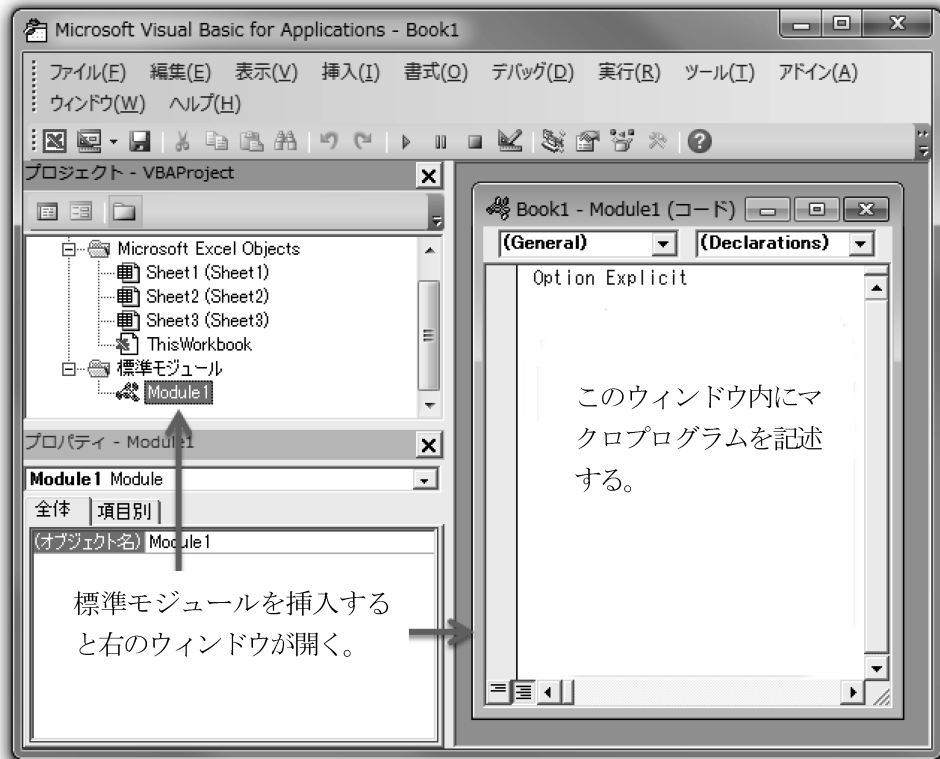 Microsoft Visual Basic for Applications - Book1
ファイル(F) 編集(E) 表示(V) 挿入(I) 書式(O) デバッグ(D) 実行(R) ツール(T) アドイン(A)
ウィンドウ(W) ヘルプ(H)
プロジェクト - VBAProject
Microsoft Excel Objects
Sheet1 (Sheet1)
Sheet2 (Sheet2)
Sheet3 (Sheet3)
ThisWorkbook
標準モジュール
Module1
プロパティ - Module1
Module1 Module
全体 項目別
(オブジェクト名) Module1
標準モジュールを挿入する
と右のウィンドウが開く。
Book1 - Module1 (コード)
(General) (Declarations)
Option Explicit
このウィンドウ内にマ
クロプログラムを記述
する。